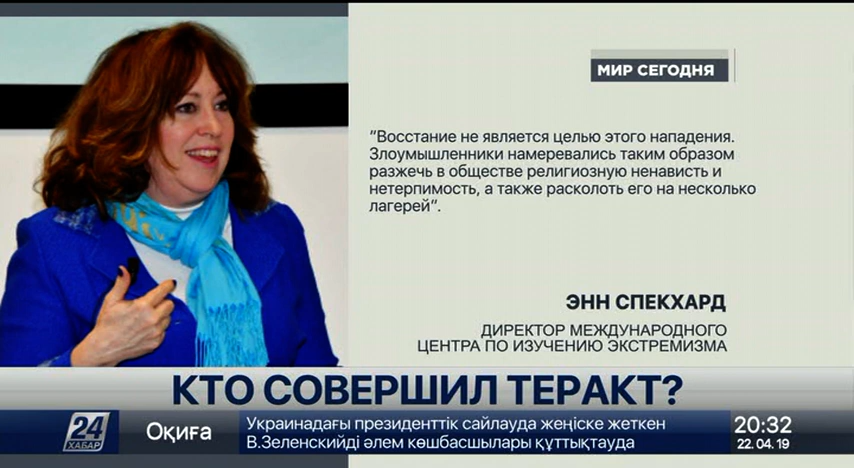 МИР СЕГОДНЯ
“Восстание не является целью этого нападения.
Злоумышленники намеревались таким образом
разжечь в обществе религиозную ненависть и
нетерпимость, а также расколоть его на несколько
лагерей”.
ЭНН СПЕКХАРД
ДИРЕКТОР МЕЖДУНАРОДНОГО
ЦЕНТРА ПО ИЗУЧЕНИЮ ЭКСТРЕМИЗМА
КТО СОВЕРШИЛ ТЕРАКТ?
24
ХАБАР
Оқиға
Украинадағы президенттік сайлауда жеңіске жеткен
В.Зеленскийді әлем көшбасшылары құттықтауда
20:32
22.04.19